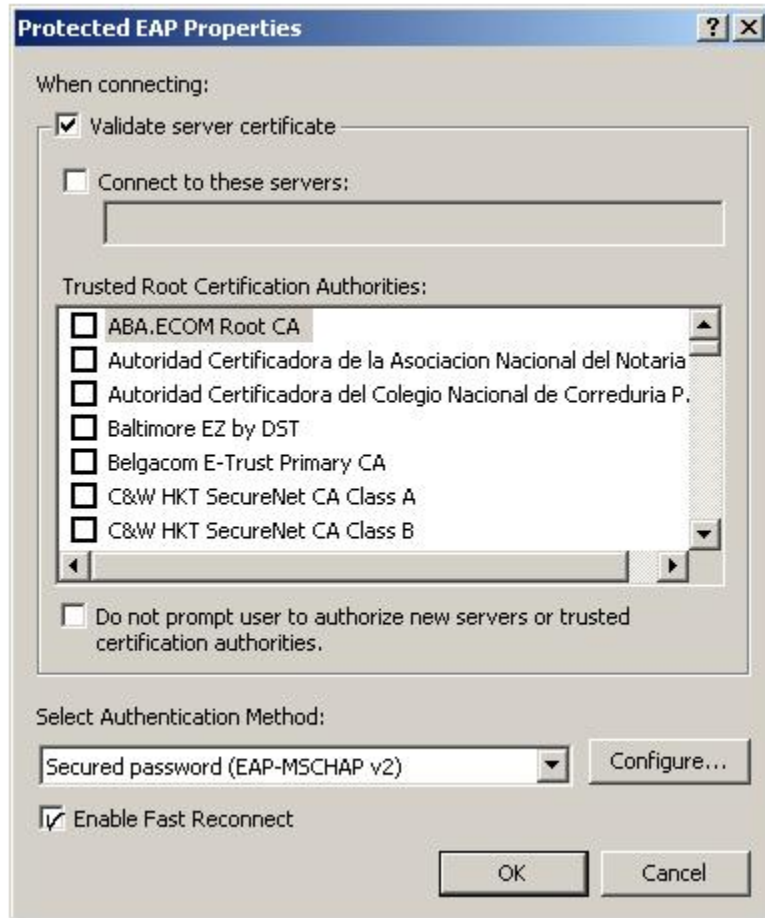 Protected EAP Properties
When connecting:
Validate server certificate
Connect to these servers:
Trusted Root Certification Authorities:
ABA.ECOM Root CA
Autoridad Certificadora de la Asociacion Nacional del Notaria
Autoridad Certificadora del Colegio Nacional de Correduria P.
Baltimore EZ by DST
Belgacom E-Trust Primary CA
C&W HKT SecureNet CA Class A
C&W HKT SecureNet CA Class B
Do not prompt user to authorize new servers or trusted
certification authorities.
Select Authentication Method:
Secured password (EAP-MSCHAP v2)
Configure...
Enable Fast Reconnect
OK
Cancel